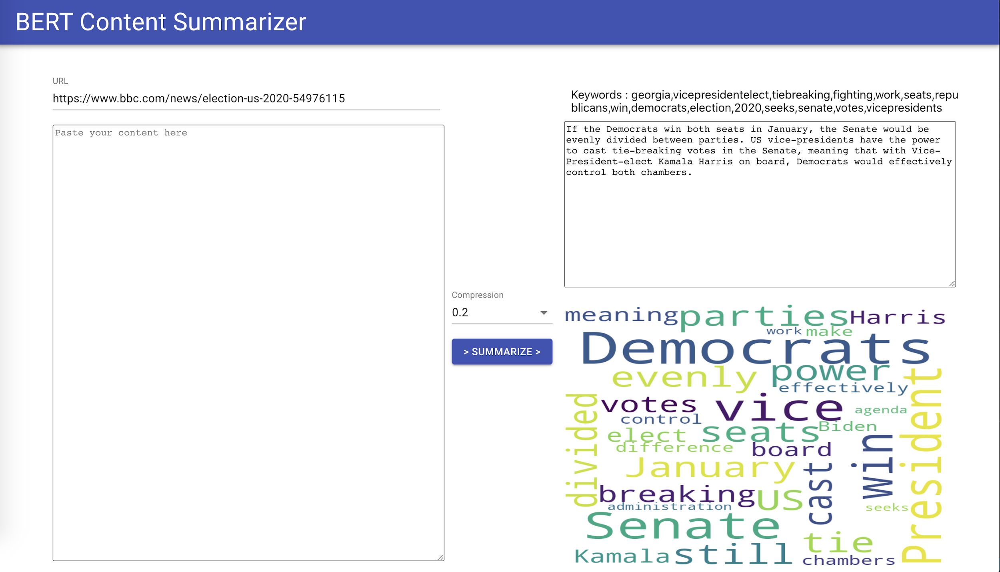 BERT Content Summarizer
URL
https://www.bbc.com/news/election-us-2020-54976115
Paste your content here
Compression
0.2
> SUMMARIZE >
Keywords : georgia,vicepresidentelect,tiebreaking,fighting,work,seats,repu
blicans,win,democrats,election,2020,seeks,senate,votes,vicepresidents
If the Democrats win both seats in January, the Senate would be
evenly divided between parties. US vice-presidents have the power
to cast tie-breaking votes in the Senate, meaning that with Vice-
President-elect Kamala Harris on board, Democrats would effectively
control both chambers.
meaning parties Harris
work make
Democrats
evenly power
effectively
divided
votes vice agenda
control
President
elect seats Biden
difference board
win
January
cast
breaking US
administration seeks
Senate
tie
Kamala still chambers